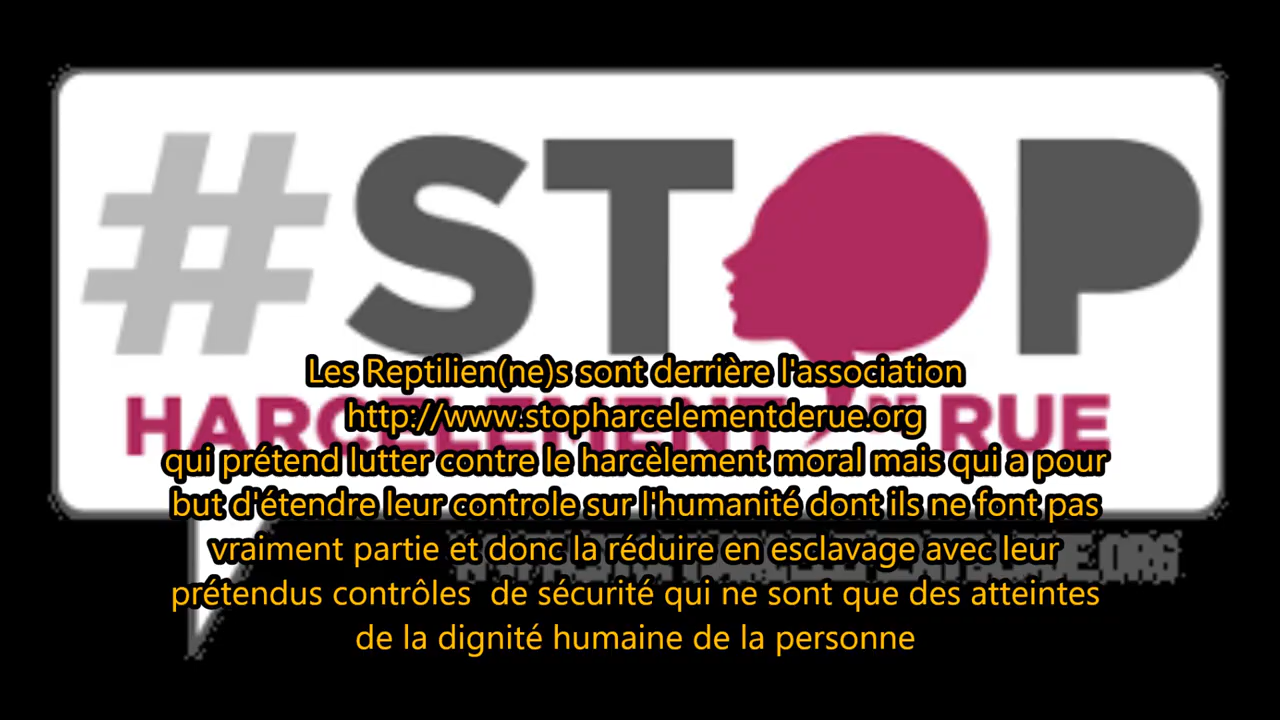 #STOP
HARCELEMENT DE RUE
Les Reptilien(ne)s sont derrière l'association
http://www.stopharcelementderue.org
qui prétend lutter contre le harcèlement moral mais qui a pour
but d'étendre leur controle sur l'humanité dont ils ne font pas
vraiment partie et donc la réduire en esclavage avec leur
prétendus contrôles  de sécurité qui ne sont que des atteintes
de la dignité humaine de la personne